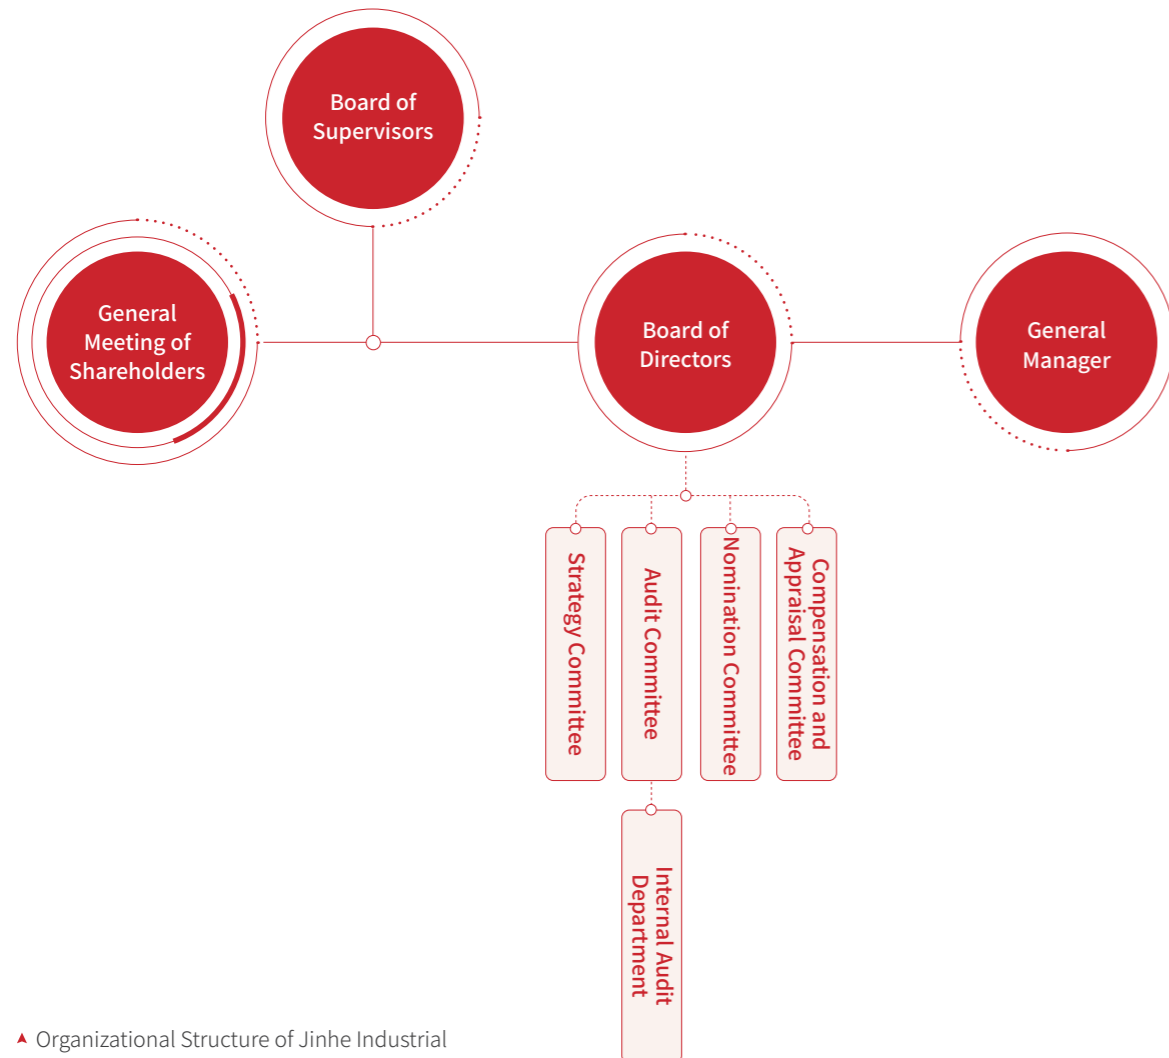 Board of
Supervisors
General
Meeting of
Shareholders
Board of
Directors
General
Manager
Strategy Committee
Audit Committee
Nomination Committee
Compensation and
Appraisal Committee
Internal Audit
Department
Organizational Structure of Jinhe Industrial